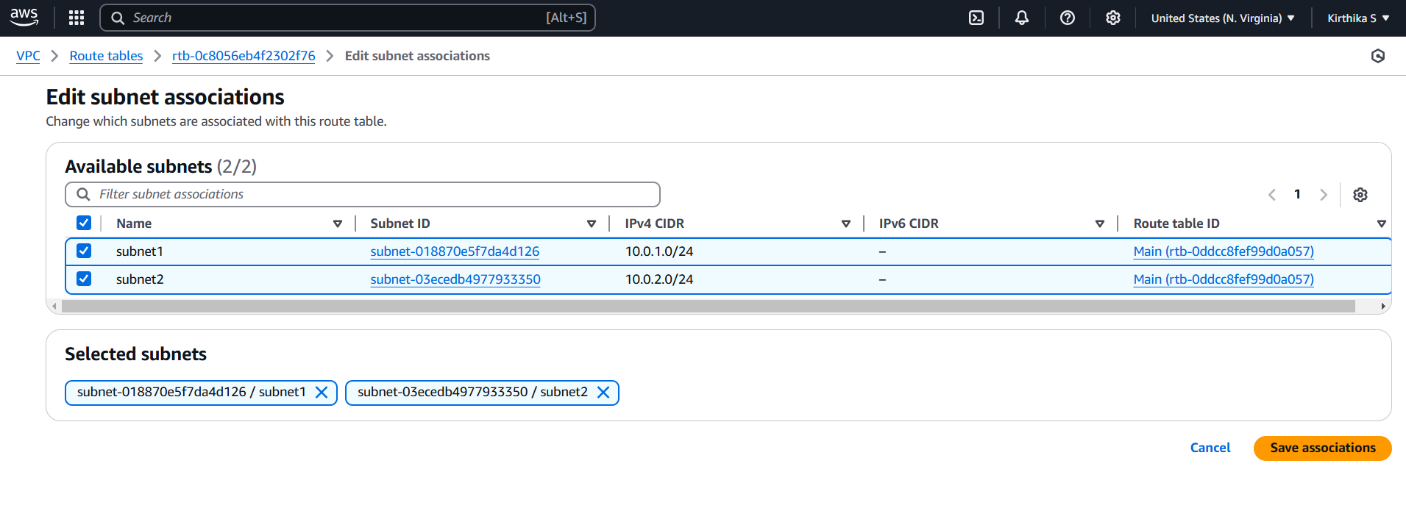 aws Search [Alt+S] United States (N. Virginia) Kirthika S
VPC Route tables rtb-0c8056eb4f2302f76 Edit subnet associations
Edit subnet associations
Change which subnets are associated with this route table.
Available subnets (2/2)
Filter subnet associations 1
Name Subnet ID IPv4 CIDR IPv6 CIDR Route table ID
subnet1 subnet-018870e5f7da4d126 10.0.1.0/24 – Main (rtb-0ddcc8fef99d0a057)
subnet2 subnet-03ecedb4977933350 10.0.2.0/24 – Main (rtb-0ddcc8fef99d0a057)
Selected subnets
subnet-018870e5f7da4d126 / subnet1 subnet-03ecedb4977933350 / subnet2
Cancel Save associations